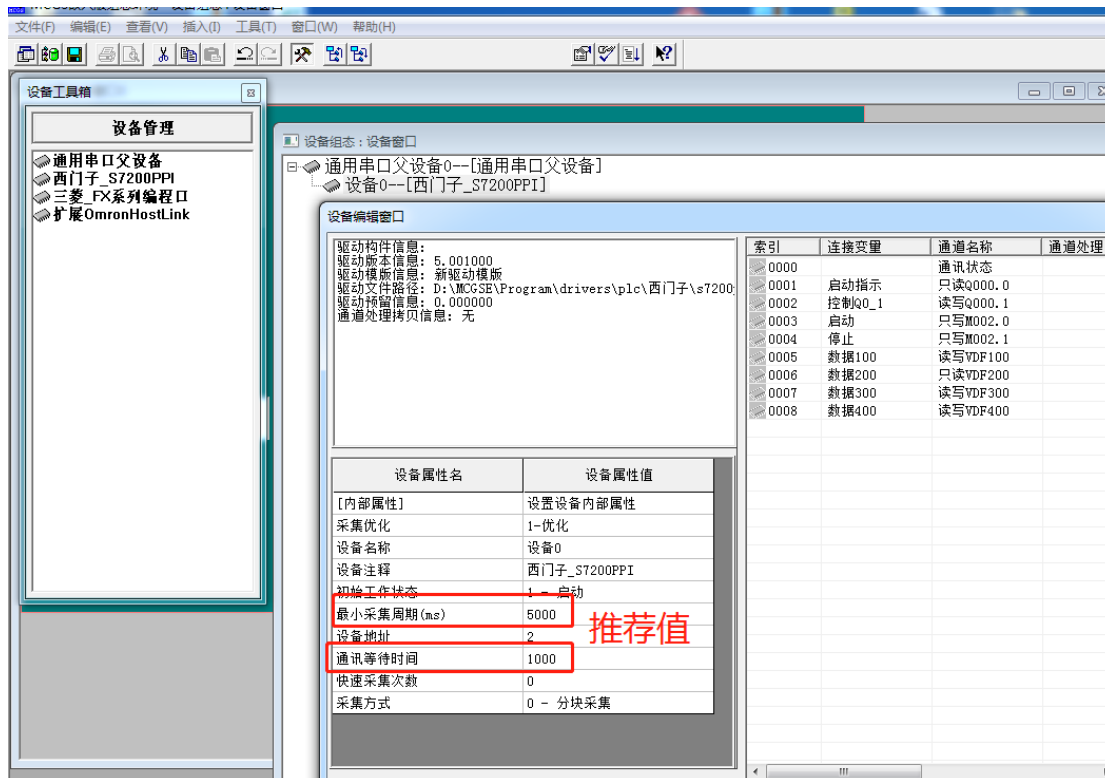 文件(F) 编辑(E) 查看(V) 插入(I) 工具(T) 窗口(W) 帮助(H)
设备工具箱
设备管理
通用串口父设备
西门子_S7200PPI
三菱_FX系列编程口
扩展OmronHostLink
设备组态：设备窗口
通用串口父设备0--[通用串口父设备]
设备0--[西门子_S7200PPI]
设备编辑窗口
驱动构件信息:
驱动版本信息: 5.001000
驱动模版信息: 新驱动模版
驱动文件路径: D:\MCGSE\Program\drivers\plc\西门子\s7200
驱动预留信息: 0.000000
通道处理拷贝信息: 无
索引 连接变量 通道名称 通道处理
0000 通讯状态
0001 启动指示 只读Q000.0
0002 控制Q0_1 读写Q000.1
0003 启动 只写M002.0
0004 停止 只写M002.1
0005 数据100 读写VDF100
0006 数据200 只读VDF200
0007 数据300 读写VDF300
0008 数据400 读写VDF400
设备属性名 设备属性值
[内部属性] 设置设备内部属性
采集优化 1-优化
设备名称 设备0
设备注释 西门子_S7200PPI
初始工作状态 1 - 启动
最小采集周期(ms) 5000
推荐值
设备地址 2
通讯等待时间 1000
快速采集次数 0
采集方式 0 - 分块采集